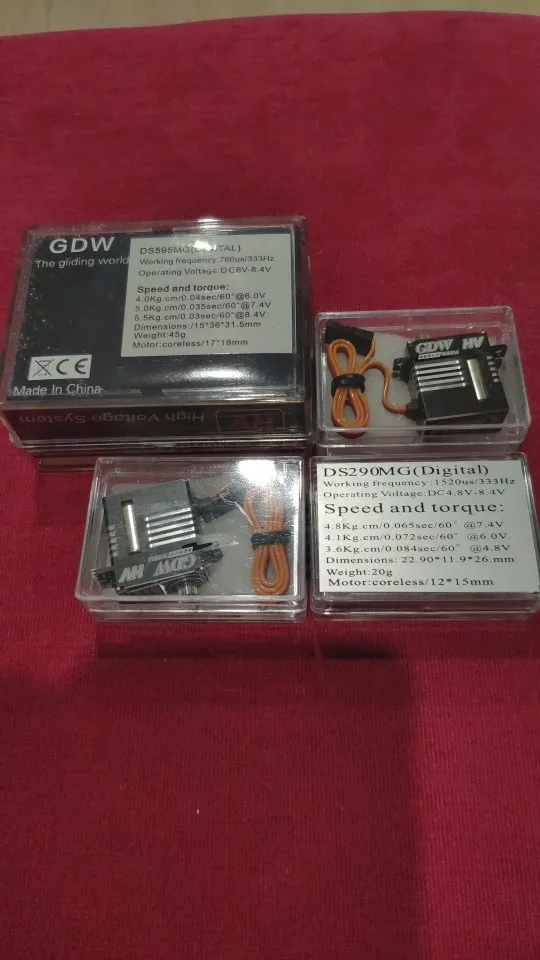 GDW
The gliding world
DS595MG(DIGITAL)
Working frequency:760us/333Hz
Operating Voltage:DC6V-8.4V
Speed and torque:
4.0Kg.cm/0.04sec/60°@6.0V
5.0Kg.cm/0.035sec/60°@7.4V
5.5Kg.cm/0.03sec/60°@8.4V
Dimensions:/15*36*31.5mm
Weight:45g
Motor:coreless/17*18mm
CE
Made In China
High Voltage System
HV
GDW HV
GDW HV
DS290MG(Digital)
Working frequency:1520us/333Hz
Operating Voltage:DC4.8V-8.4V
Speed and torque:
4.8Kg.cm/0.065sec/60° @7.4V
4.1Kg.cm/0.072sec/60° @6.0V
3.6Kg.cm/0.084sec/60° @4.8V
Dimensions: 22.90*11.9*26.mm
Weight:20g
Motor:coreless/12*15mm